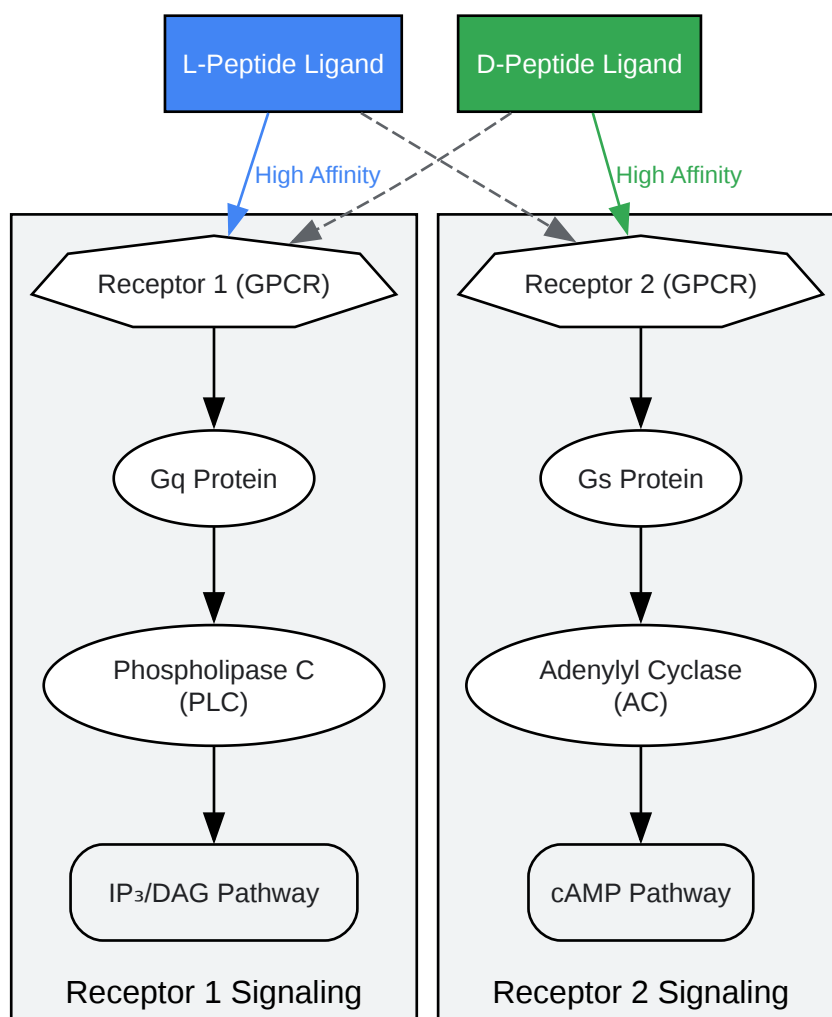 L-Peptide Ligand
D-Peptide Ligand
High Affinity
High Affinity
Receptor 1 (GPCR)
Receptor 2 (GPCR)
Gq Protein
Gs Protein
Phospholipase C
(PLC)
Adenylyl Cyclase
(AC)
IP₃/DAG Pathway
cAMP Pathway
Receptor 1 Signaling
Receptor 2 Signaling